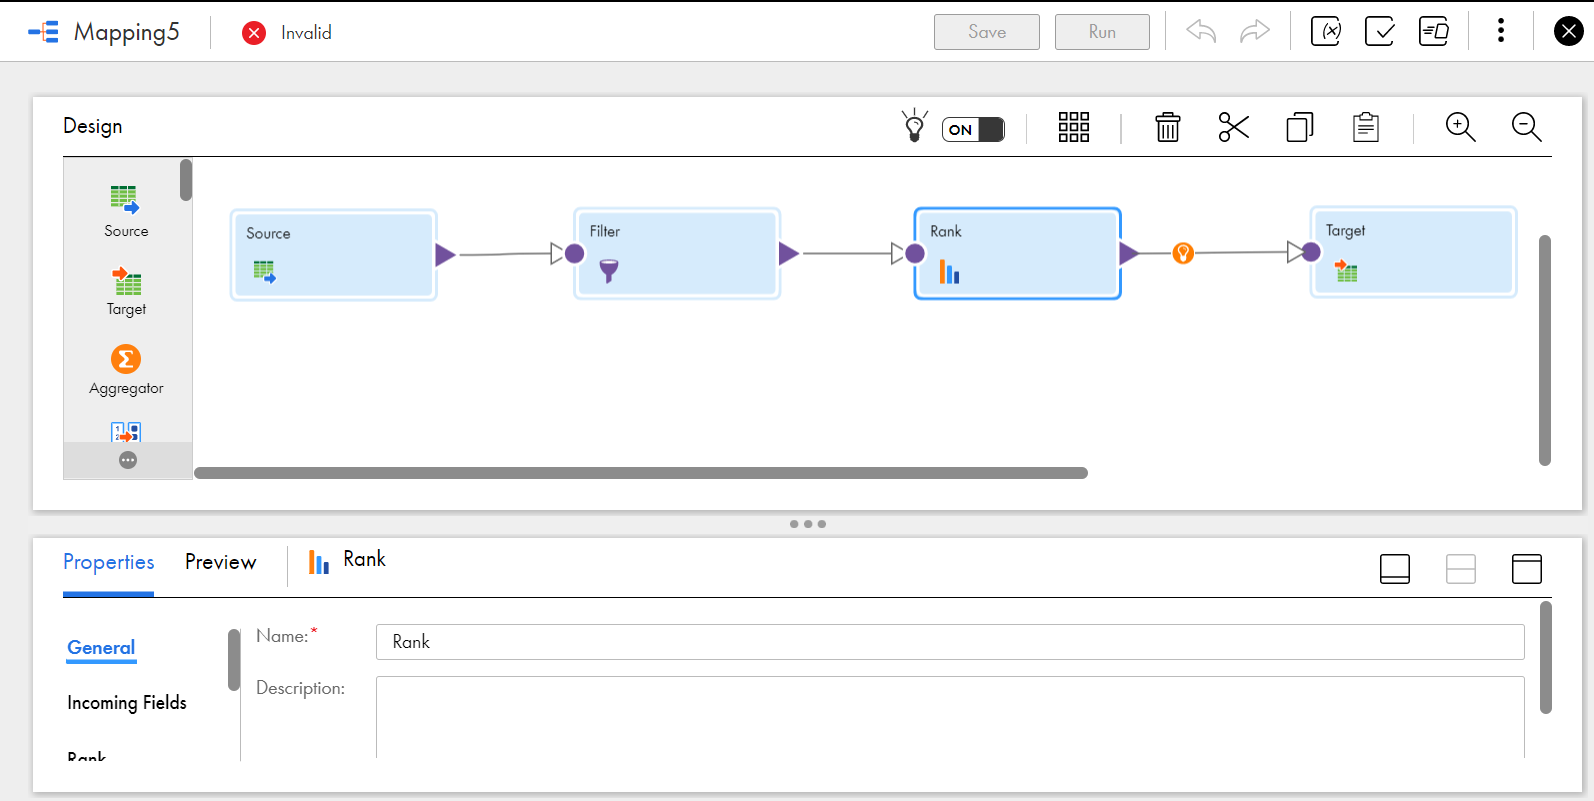 Mapping5
Invalid
Save
Run
Design
ON
Source
Target
Aggregator
Source
Filter
Rank
Target
Properties
Preview
Rank
General
Incoming Fields
Rank
Name:*
Rank
Description: